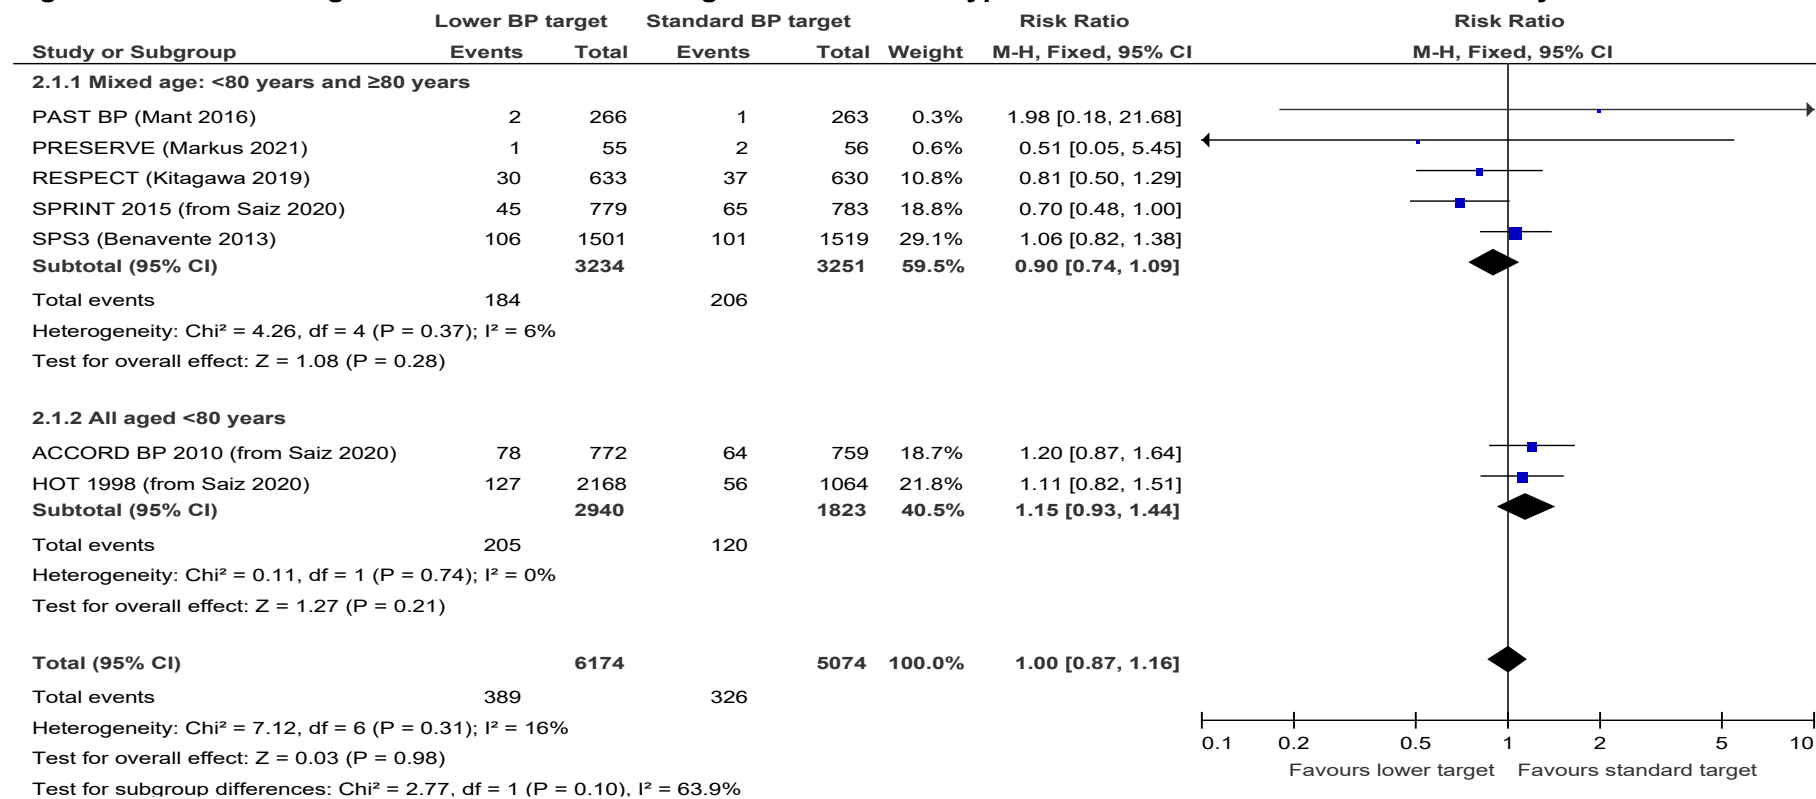 Lower BP target Standard BP target Risk Ratio Risk Ratio
Study or Subgroup Events Total Events Total Weight M-H, Fixed, 95% CI M-H, Fixed, 95% CI
2.1.1 Mixed age: <80 years and ≥80 years
PAST BP (Mant 2016) 2 266 1 263 0.3% 1.98 [0.18, 21.68]
PRESERVE (Markus 2021) 1 55 2 56 0.6% 0.51 [0.05, 5.45]
RESPECT (Kitagawa 2019) 30 633 37 630 10.8% 0.81 [0.50, 1.29]
SPRINT 2015 (from Saiz 2020) 45 779 65 783 18.8% 0.70 [0.48, 1.00]
SPS3 (Benavente 2013) 106 1501 101 1519 29.1% 1.06 [0.82, 1.38]
Subtotal (95% CI) 3234 3251 59.5% 0.90 [0.74, 1.09]
Total events 184 206
Heterogeneity: Chi² = 4.26, df = 4 (P = 0.37); I² = 6%
Test for overall effect: Z = 1.08 (P = 0.28)
2.1.2 All aged <80 years
ACCORD BP 2010 (from Saiz 2020) 78 772 64 759 18.7% 1.20 [0.87, 1.64]
HOT 1998 (from Saiz 2020) 127 2168 56 1064 21.8% 1.11 [0.82, 1.51]
Subtotal (95% CI) 2940 1823 40.5% 1.15 [0.93, 1.44]
Total events 205 120
Heterogeneity: Chi² = 0.11, df = 1 (P = 0.74); I² = 0%
Test for overall effect: Z = 1.27 (P = 0.21)
Total (95% CI) 6174 5074 100.0% 1.00 [0.87, 1.16]
Total events 389 326
Heterogeneity: Chi² = 7.12, df = 6 (P = 0.31); I² = 16%
Test for overall effect: Z = 0.03 (P = 0.98)
Test for subgroup differences: Chi² = 2.77, df = 1 (P = 0.10), I² = 63.9%
0.1 0.2 0.5 1 2 5 10
Favours lower target Favours standard target